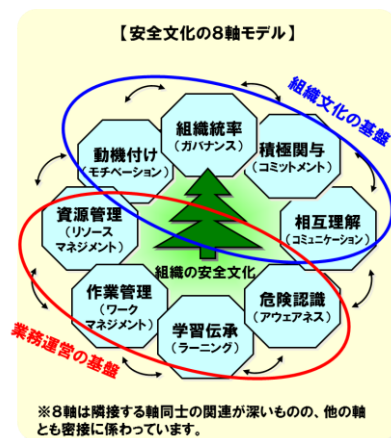 【安全文化の８軸モデル】
組織文化の基盤
組織統率
（ガバナンス）
動機付け
（モチベーション）
積極関与
（コミットメント）
資源管理
（リソース
マネジメント）
相互理解
（コミュニケーション）
組織の安全文化
作業管理
（ワーク
マネジメント）
危険認識
（アウェアネス）
学習伝承
（ラーニング）
業務運営の基盤
※８軸は隣接する軸同士の関連が深いものの、他の軸
とも密接に係わっています。